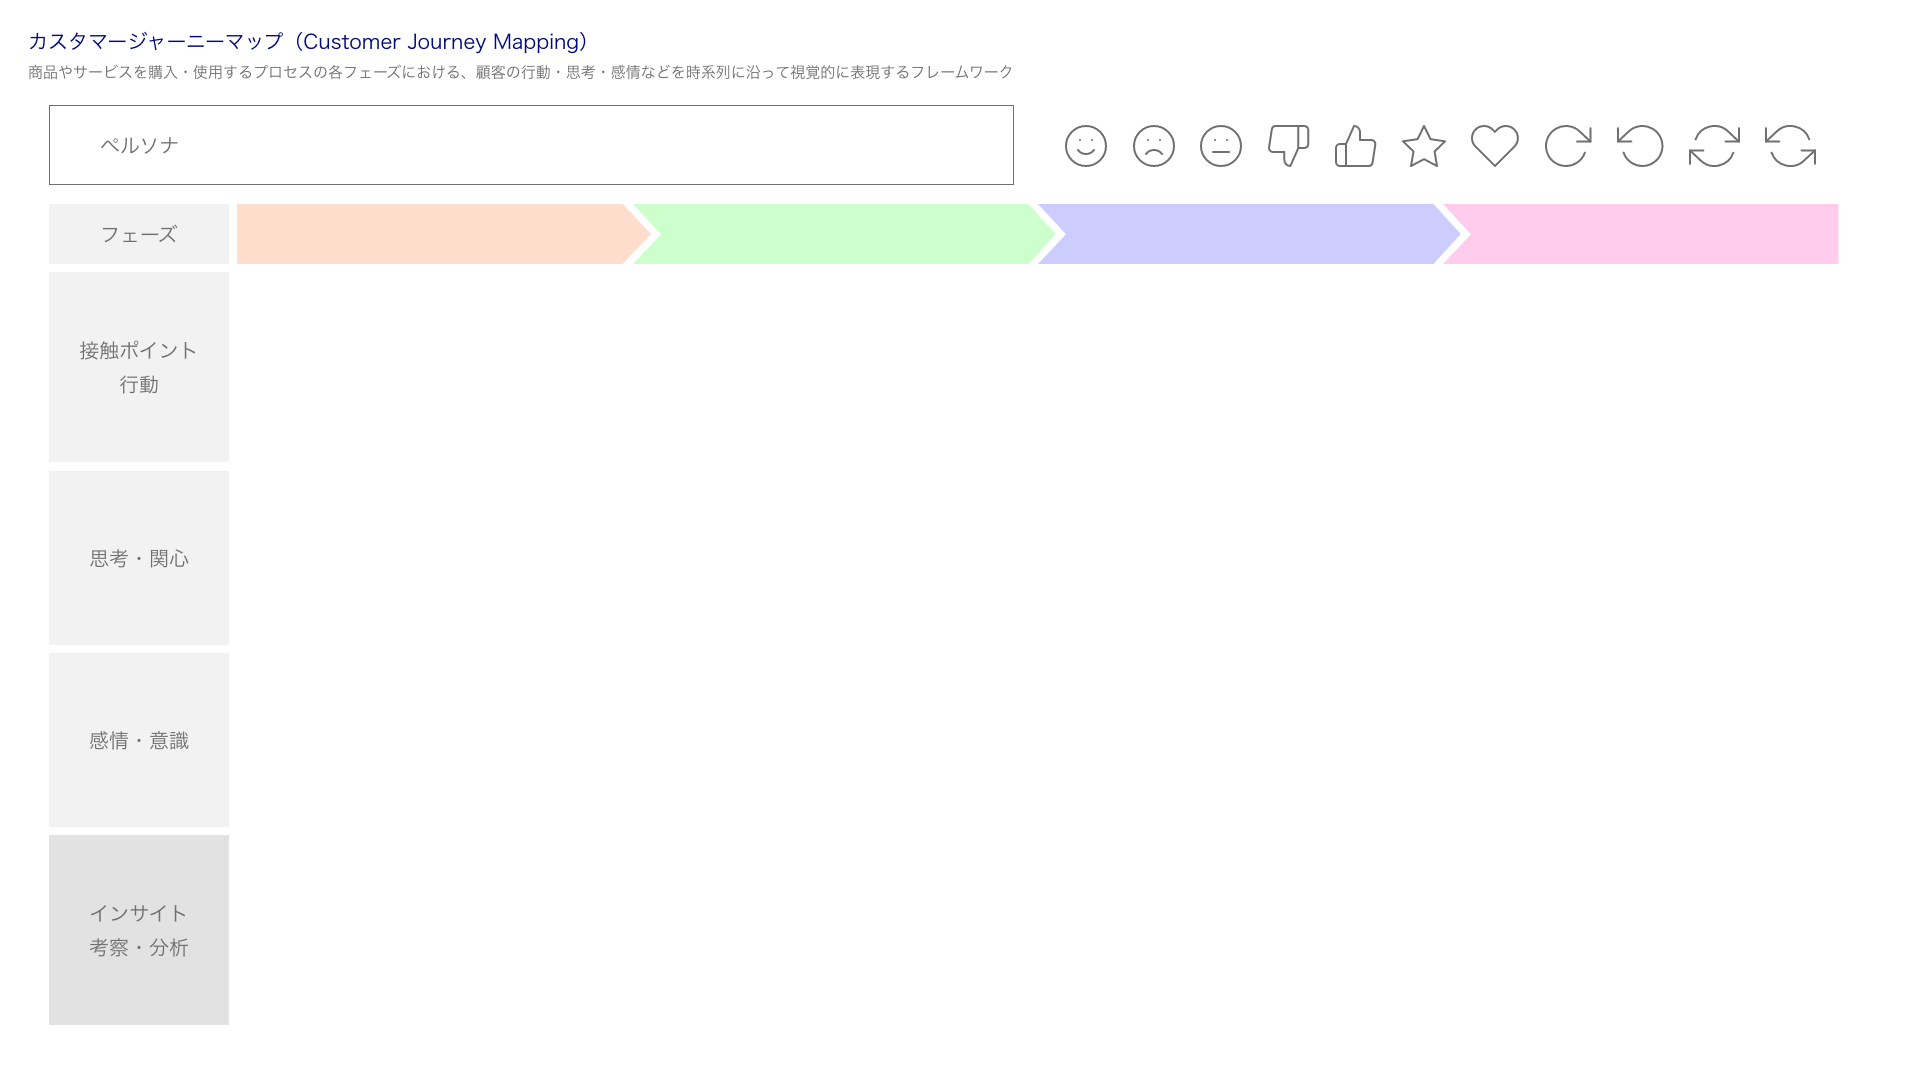 カスタマージャーニーマップ（Customer Journey Mapping）
商品やサービスを購入・使用するプロセスの各フェーズにおける、顧客の行動・思考・感情などを時系列に沿って視覚的に表現するフレームワーク
ペルソナ
フェーズ
接触ポイント
行動
思考・関心
感情・意識
インサイト
考察・分析